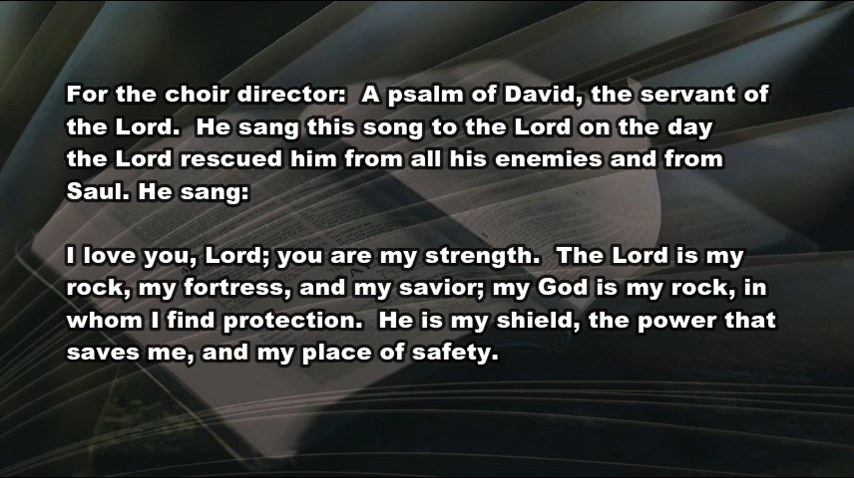 For the choir director:  A psalm of David, the servant of
the Lord.  He sang this song to the Lord on the day
the Lord rescued him from all his enemies and from
Saul. He sang:

I love you, Lord; you are my strength.  The Lord is my
rock, my fortress, and my savior; my God is my rock, in
whom I find protection.  He is my shield, the power that
saves me, and my place of safety.